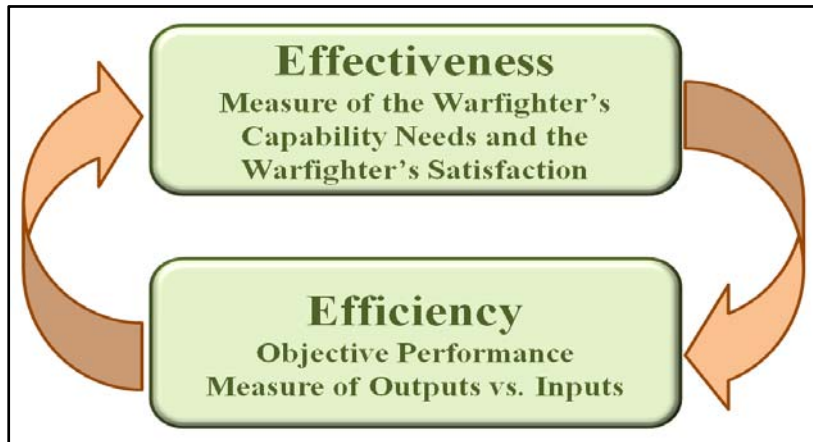 Effectiveness
Measure of the Warfighter's
Capability Needs and the
Warfighter's Satisfaction
Efficiency
Objective Performance
Measure of Outputs vs. Inputs